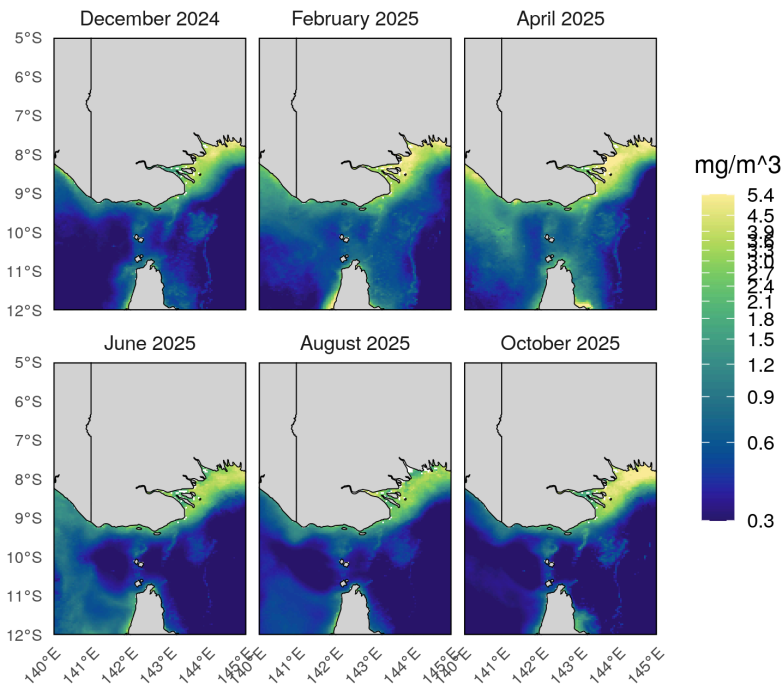 December 2024 February 2025 April 2025
5°S
6°S
7°S
8°S
9°S
10°S
11°S
12°S
mg/m^3
5.4
4.5
3.9
3.6
3.0
2.7
2.4
2.1
1.8
1.5
1.2
0.9
0.6
0.3
June 2025 August 2025 October 2025
5°S
6°S
7°S
8°S
9°S
10°S
11°S
12°S
140°E 141°E 142°E 143°E 144°E 145°E 140°E 141°E 142°E 143°E 144°E 145°E 140°E 141°E 142°E 143°E 144°E 145°E